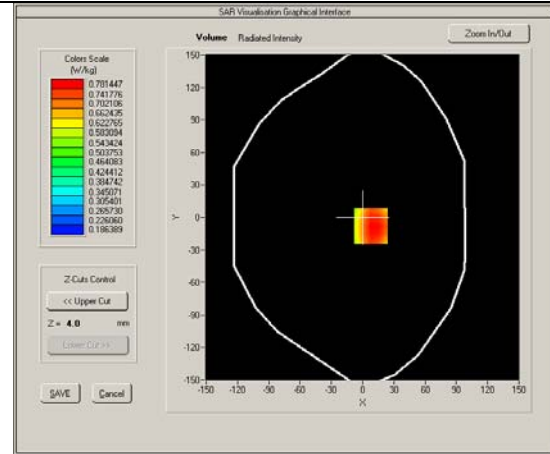 SAR Visualisation Graphical Interface
Volume Radiated Intensity
Zoom In/Out
Colors Scale
(W/kg)
0.781447
0.741776
0.702106
0.662435
0.622765
0.583094
0.543424
0.503753
0.464083
0.424412
0.384742
0.345071
0.305401
0.265730
0.226060
0.186389
Z-Cuts Control
<< Upper Cut
Z = 4.0 mm
Lower Cut >>
SAVE
Cancel
150
120
90
60
30
Y
0
-30
-60
-90
-120
-150
-150 -120 -90 -60 -30 0 30 60 90 120 150
X